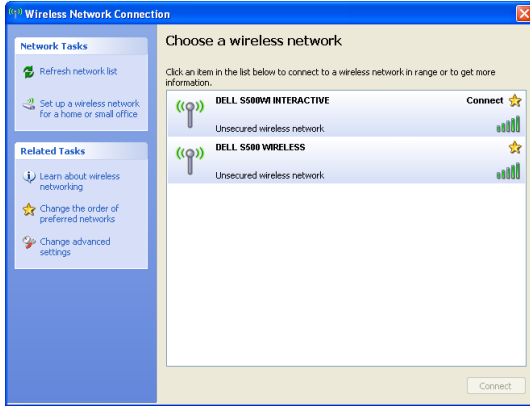 Wireless Network Connection
Network Tasks
Refresh network list
Set up a wireless network
for a home or small office
Related Tasks
Learn about wireless
networking
Change the order of
preferred networks
Change advanced
settings
Choose a wireless network
Click an item in the list below to connect to a wireless network in range or to get more
information.
DELL S500WI INTERACTIVE
Connect
Unsecured wireless network
DELL S500 WIRELESS
Unsecured wireless network
Connect